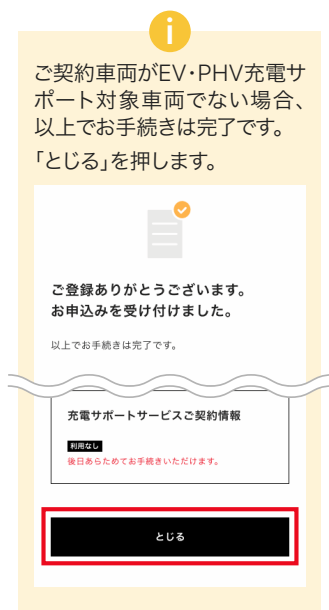 i
ご契約車両がEV・PHV充電サ
ポート対象車両でない場合、
以上でお手続きは完了です。
「とじる」を押します。
ご登録ありがとうございます。
お申込みを受け付けました。
以上でお手続きは完了です。
充電サポートサービスご契約情報
利用なし
後日あらためてお手続きいただけます。
とじる